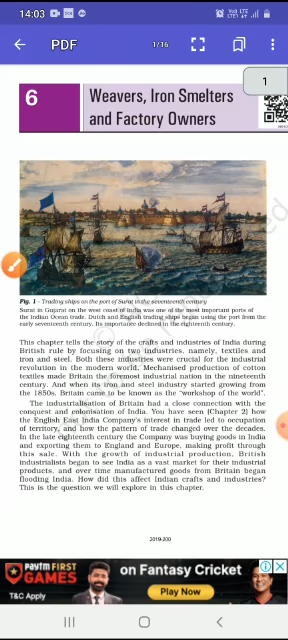 14:03
Vo) LTE
LTE1
PDF
1/16
1
6
Weavers, Iron Smelters
and Factory Owners
Fig. 1 – Trading ships on the port of Surat in the seventeenth century
Surat in Gujarat on the west coast of India was one of the most important ports of
the Indian Ocean trade. Dutch and English trading ships began using the port from the
early seventeenth century. Its importance declined in the eighteenth century.
This chapter tells the story of the crafts and industries of India during
British rule by focusing on two industries, namely, textiles and
iron and steel. Both these industries were crucial for the industrial
revolution in the modern world. Mechanised production of cotton
textiles made Britain the foremost industrial nation in the nineteenth
century. And when its iron and steel industry started growing from
the 1850s, Britain came to be known as the “workshop of the world”.
The industrialisation of Britain had a close connection with the
conquest and colonisation of India. You have seen (Chapter 2) how
the English East India Company’s interest in trade led to occupation
of territory, and how the pattern of trade changed over the decades.
In the late eighteenth century the Company was buying goods in India
and exporting them to England and Europe, making profit through
this sale. With the growth of industrial production, British
industrialists began to see India as a vast market for their industrial
products, and over time manufactured goods from Britain began
flooding India. How did this affect Indian crafts and industries?
This is the question we will explore in this chapter.
2019-200
paytm FIRST
GAMES
T&C Apply
on Fantasy Cricket
Play Now